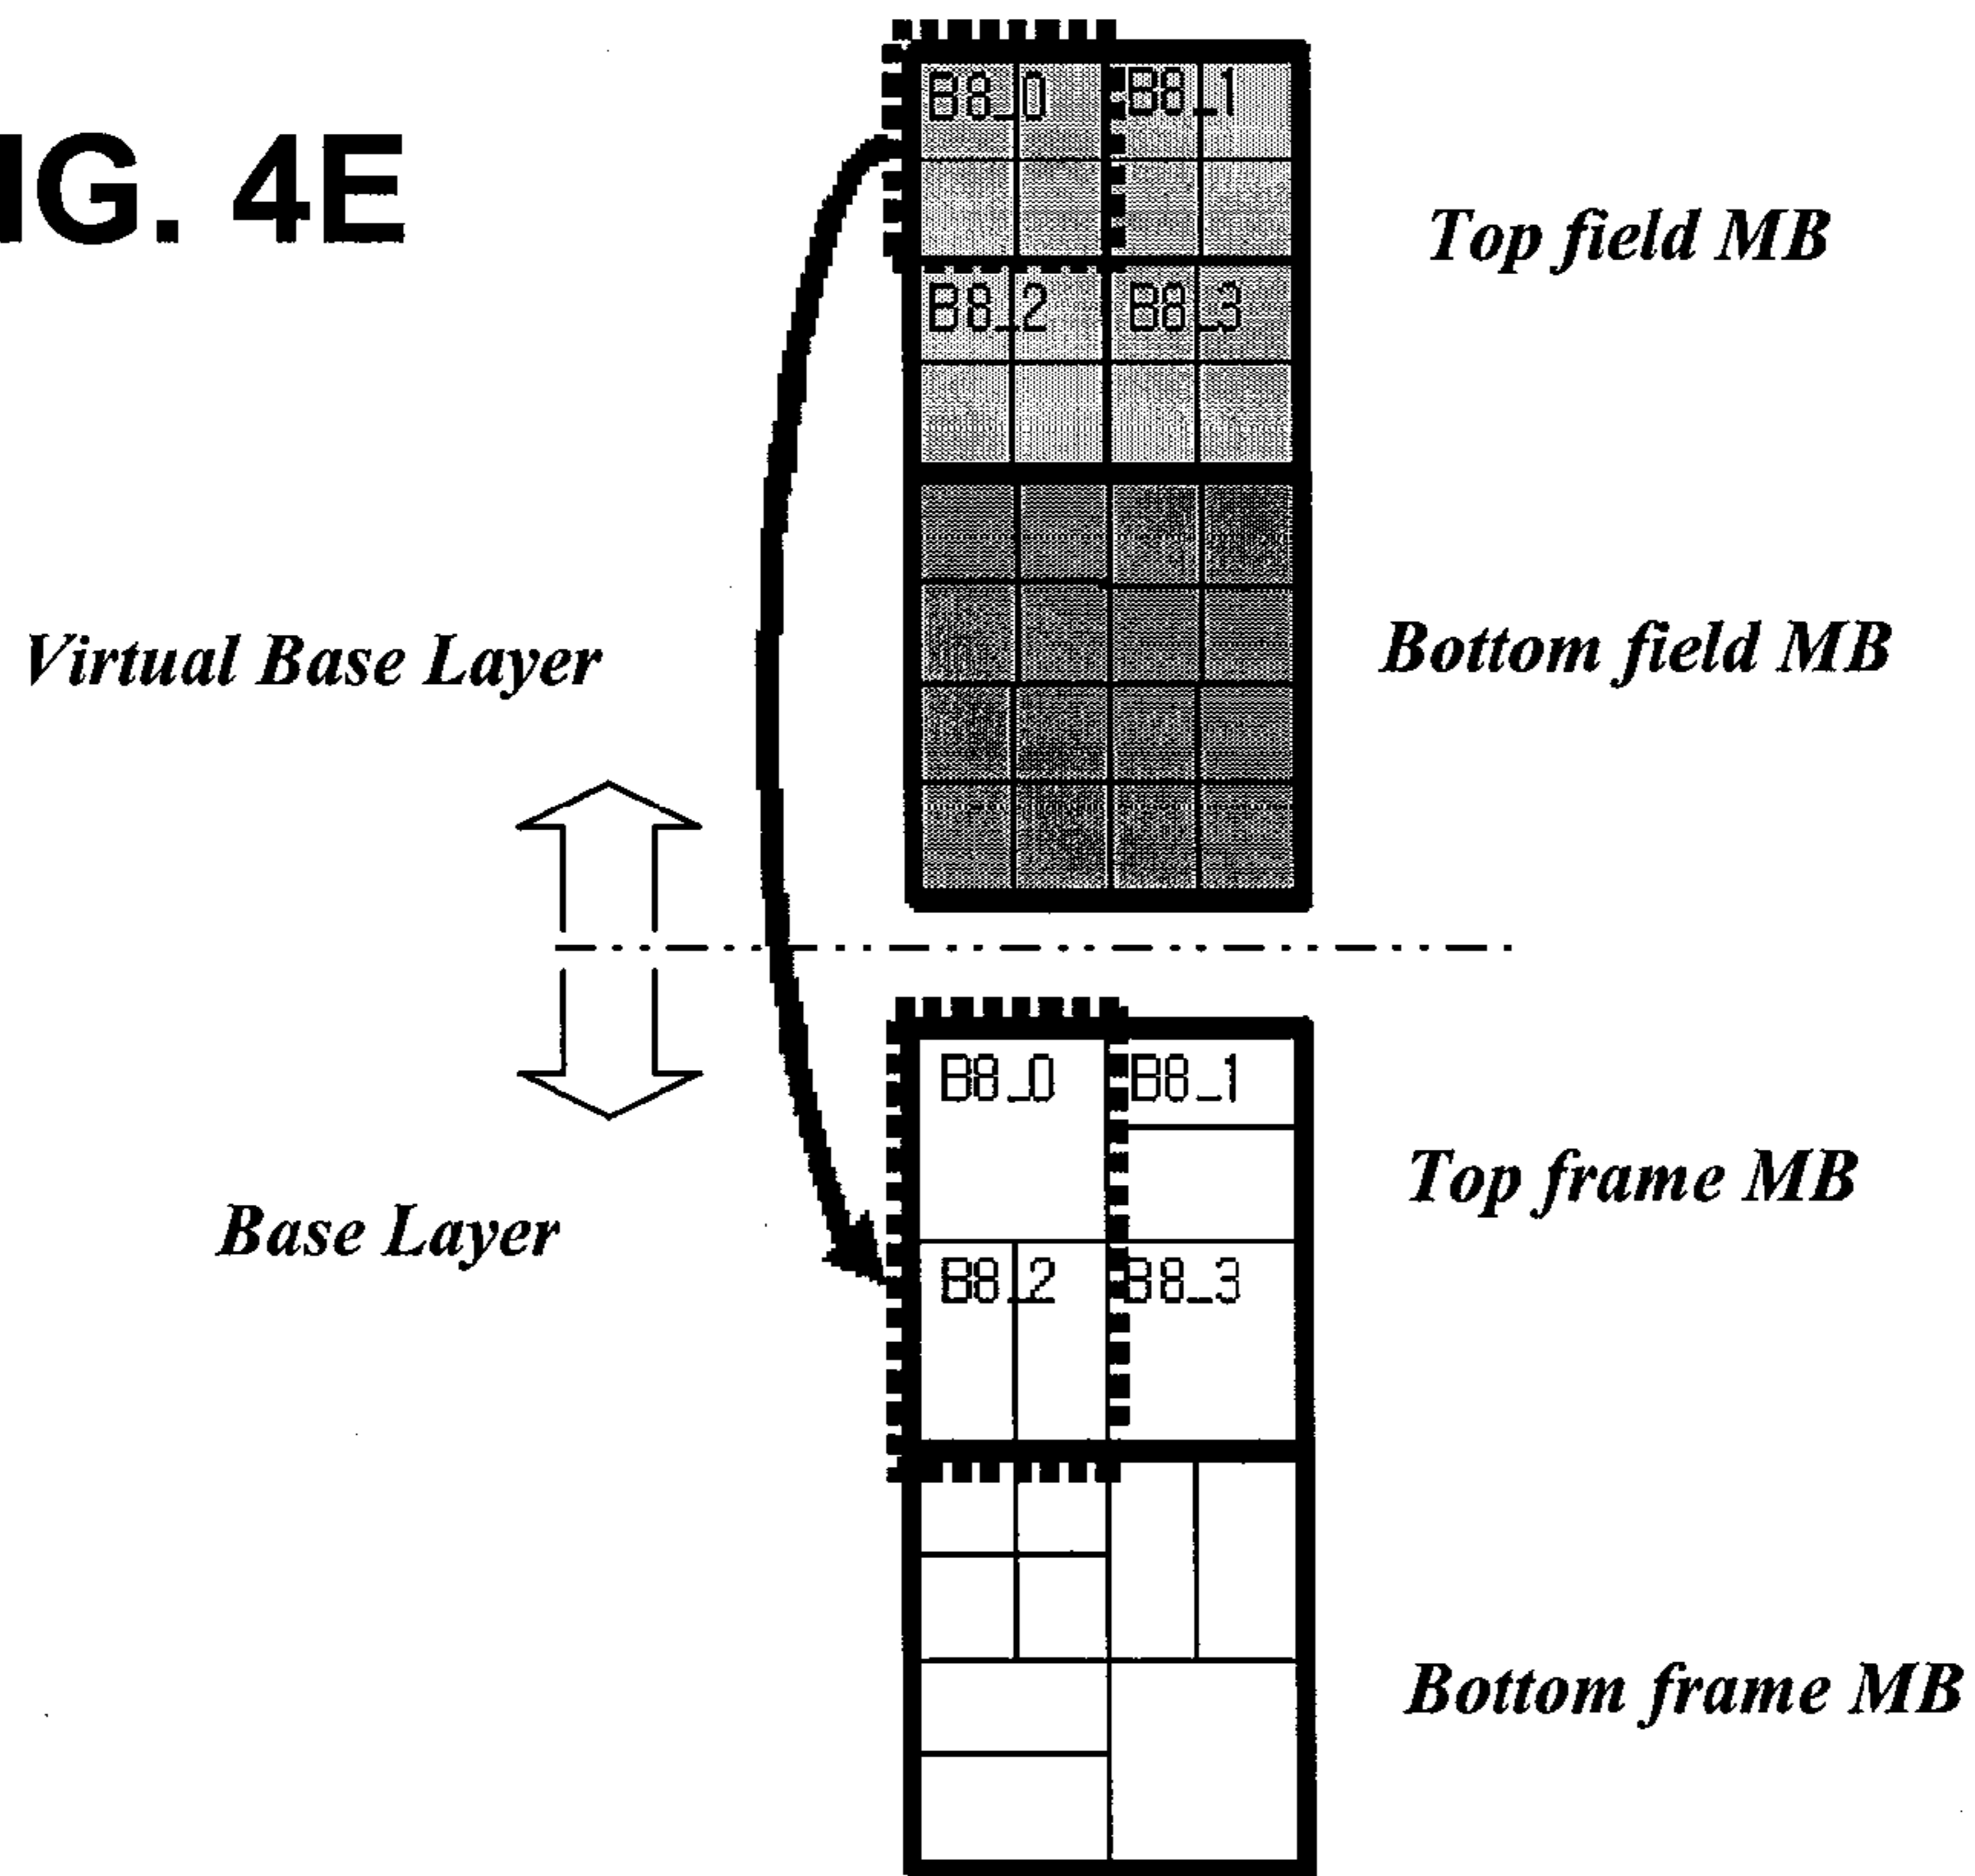 IG. 4E
B8_0 B8_1
Top field MB
B8_2 B8_3
Virtual Base Layer
Bottom field MB
B8_0 B8_1
Top frame MB
Base Layer
B8_2 B8_3
Bottom frame MB